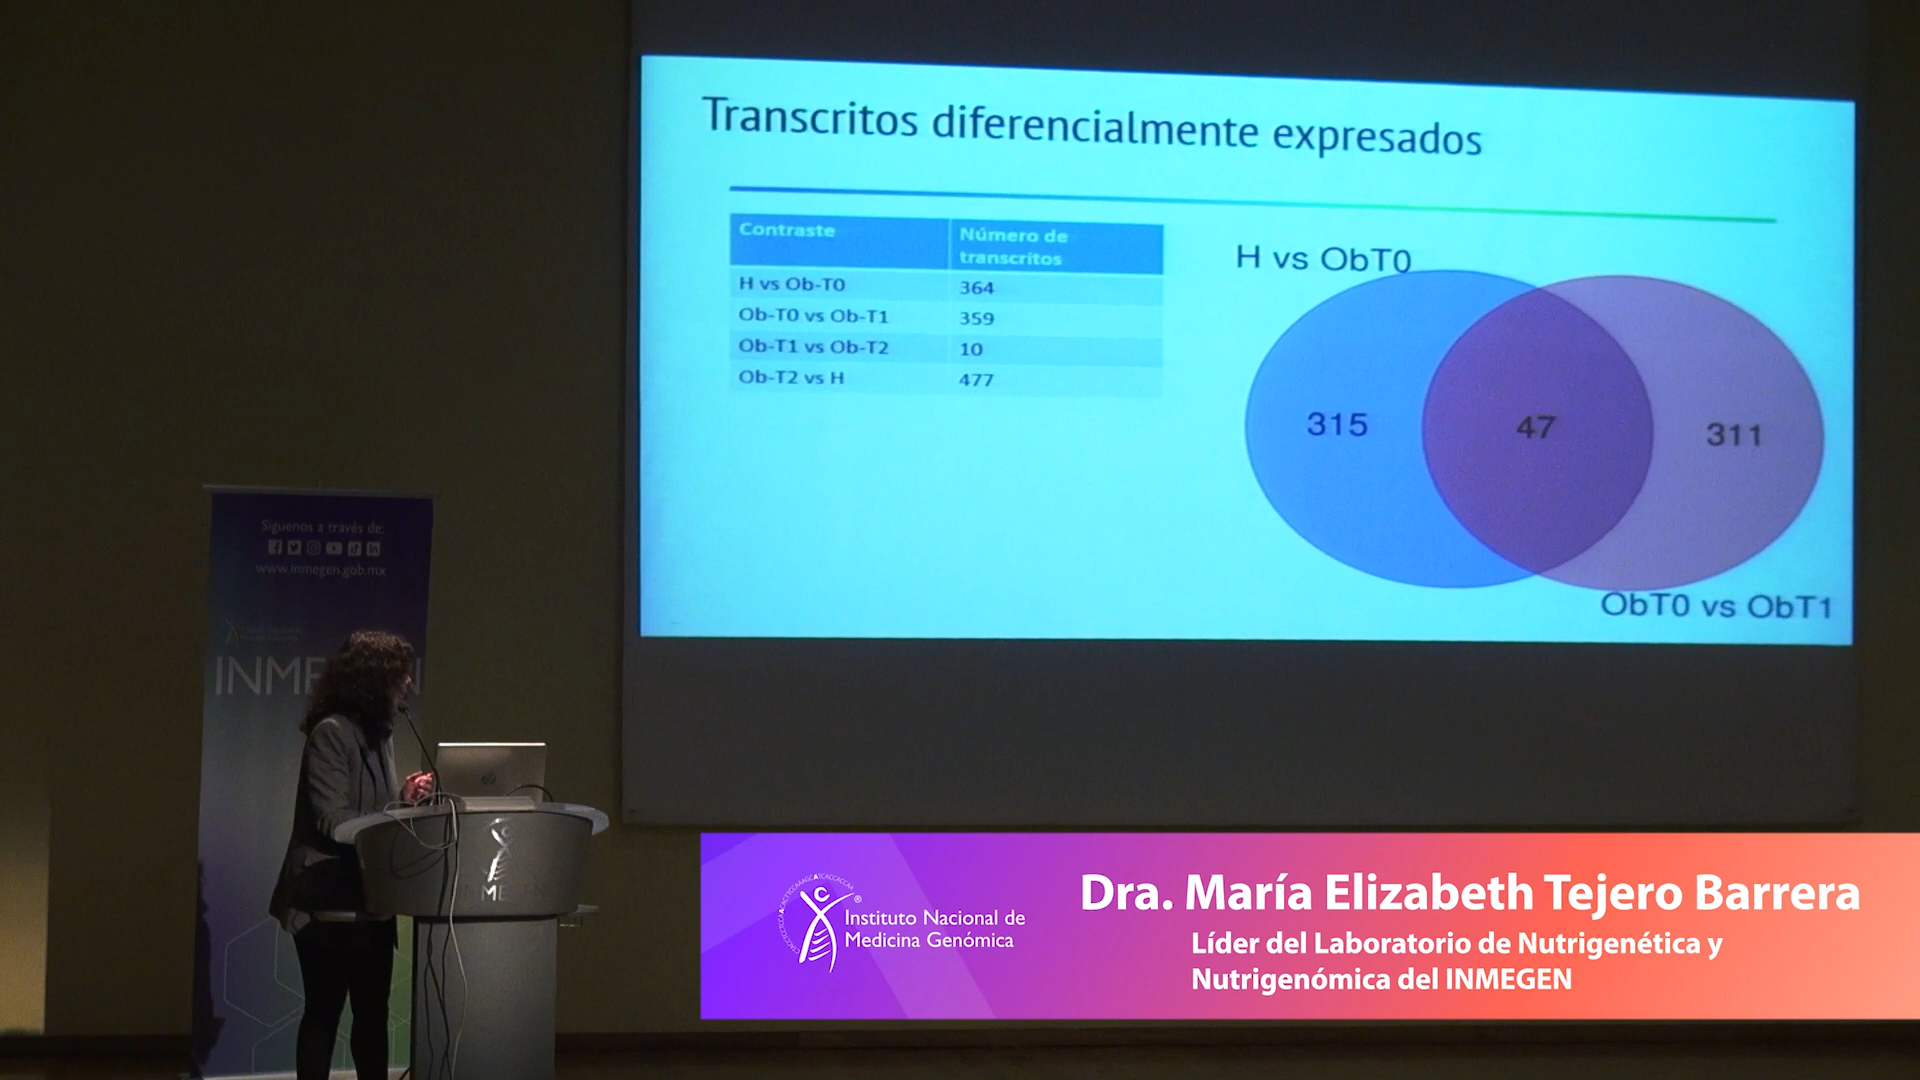 Transcritos diferencialmente expresados
Contraste
Número de
transcritos
H vs Ob-T0
364
Ob-T0 vs Ob-T1
359
Ob-T1 vs Ob-T2
10
Ob-T2 vs H
477
H vs ObT0
315
47
311
ObT0 vs ObT1
Síguenos a través de:
www.inmegen.gob.mx
Instituto Nacional de
Medicina Genómica
Dra. María Elizabeth Tejero Barrera
Líder del Laboratorio de Nutrigenética y
Nutrigenómica del INMEGEN